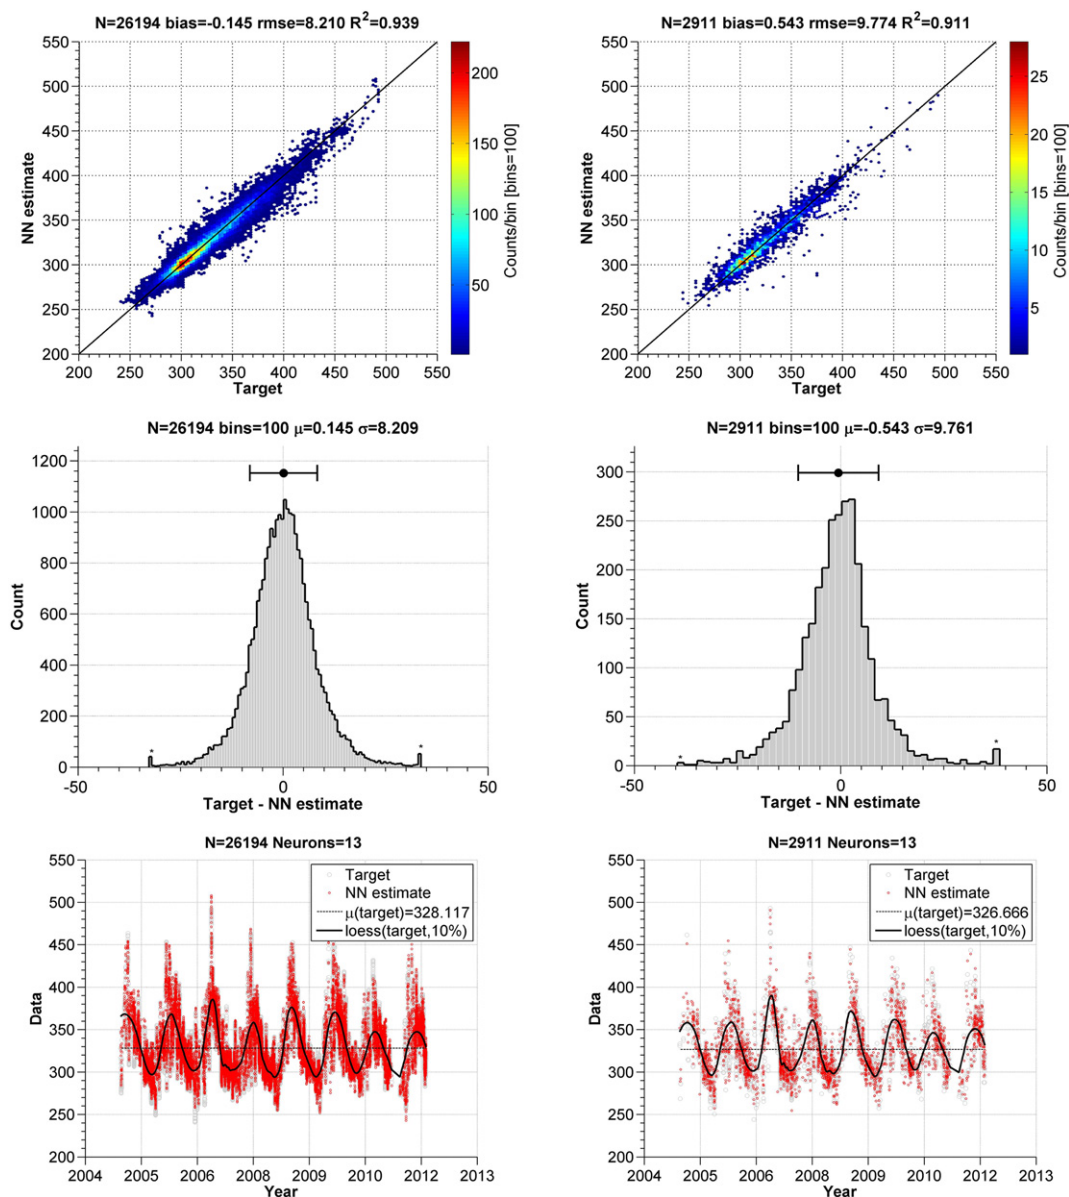 N=26194 bias=-0.145 rmse=8.210 R²=0.939
550
500
450
400
350
300
250
200
NN estimate
200 250 300 350 400 450 500 550
Target
200
150
100
50
Counts/bin [bins=100]
N=2911 bias=0.543 rmse=9.774 R²=0.911
550
500
450
400
350
300
250
200
NN estimate
200 250 300 350 400 450 500 550
Target
25
20
15
10
5
Counts/bin [bins=100]
N=26194 bins=100 μ=0.145 σ=8.209
1200
1000
800
600
400
200
0
Count
* *
-50 0 50
Target - NN estimate
N=2911 bins=100 μ=-0.543 σ=9.761
300
250
200
150
100
50
0
Count
* *
-50 0 50
Target - NN estimate
N=26194 Neurons=13
550
500
450
400
350
300
250
200
Data
Target
NN estimate
μ(target)=328.117
loess(target,10%)
2004 2005 2006 2007 2008 2009 2010 2011 2012 2013
Year
N=2911 Neurons=13
550
500
450
400
350
300
250
200
Data
Target
NN estimate
μ(target)=326.666
loess(target,10%)
2004 2005 2006 2007 2008 2009 2010 2011 2012 2013
Year